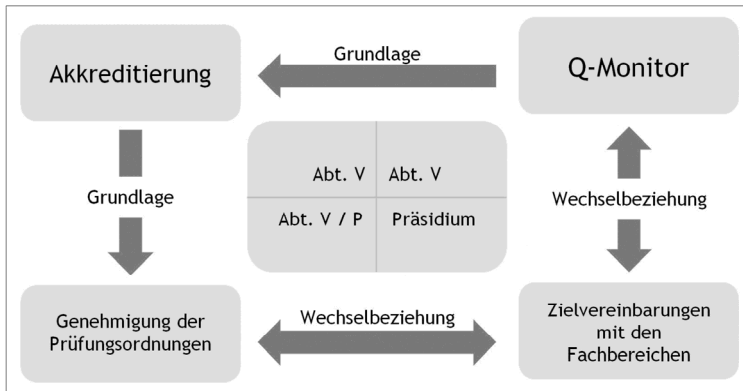 Akkreditierung
Grundlage
Q-Monitor
Abt. V
Abt. V
Grundlage
Wechselbeziehung
Abt. V / P
Präsidium
Genehmigung der
Prüfungsordnungen
Wechselbeziehung
Zielvereinbarungen
mit den
Fachbereichen